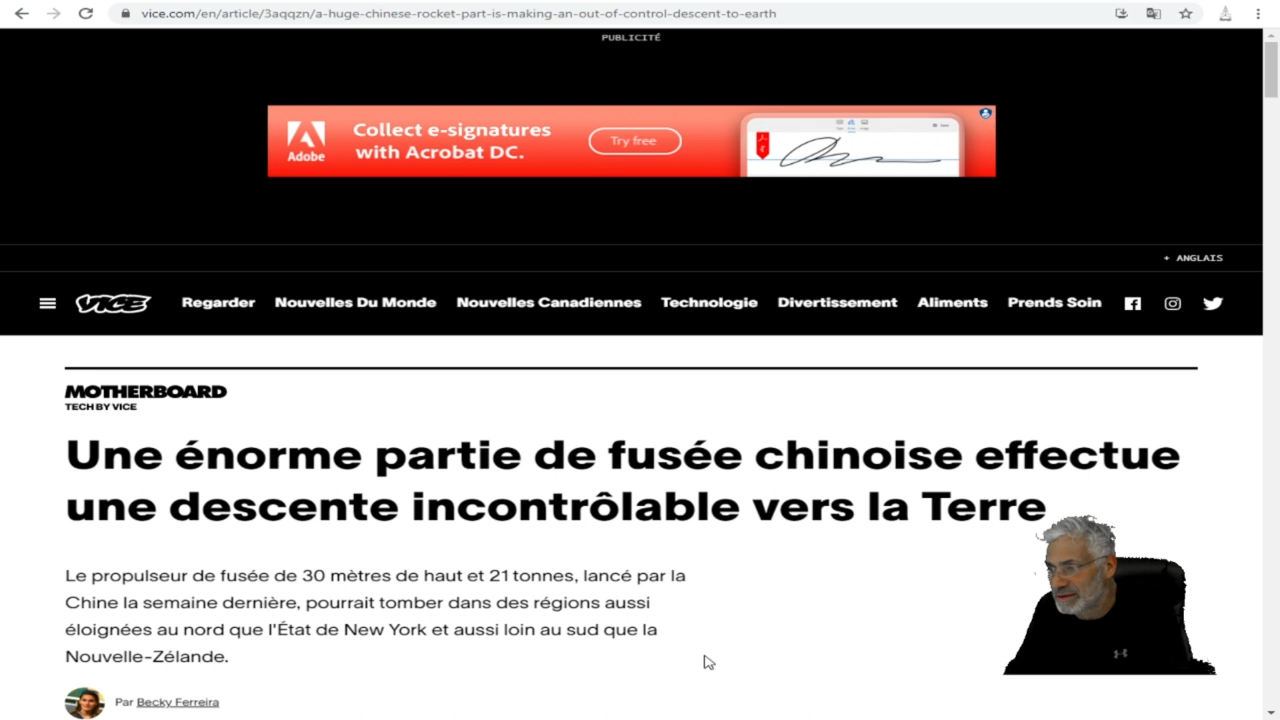 vice.com/en/article/3aqqzn/a-huge-chinese-rocket-part-is-making-an-out-of-control-descent-to-earth
PUBLICITÉ
Adobe
Collect e-signatures
with Acrobat DC.
Try free
+ ANGLAIS
VICE Regarder Nouvelles Du Monde Nouvelles Canadiennes Technologie Divertissement Aliments Prends Soin
MOTHERBOARD
TECH BY VICE
Une énorme partie de fusée chinoise effectue
une descente incontrôlable vers la Terre
Le propulseur de fusée de 30 mètres de haut et 21 tonnes, lancé par la
Chine la semaine dernière, pourrait tomber dans des régions aussi
éloignées au nord que l'État de New York et aussi loin au sud que la
Nouvelle-Zélande.
Par Becky Ferreira